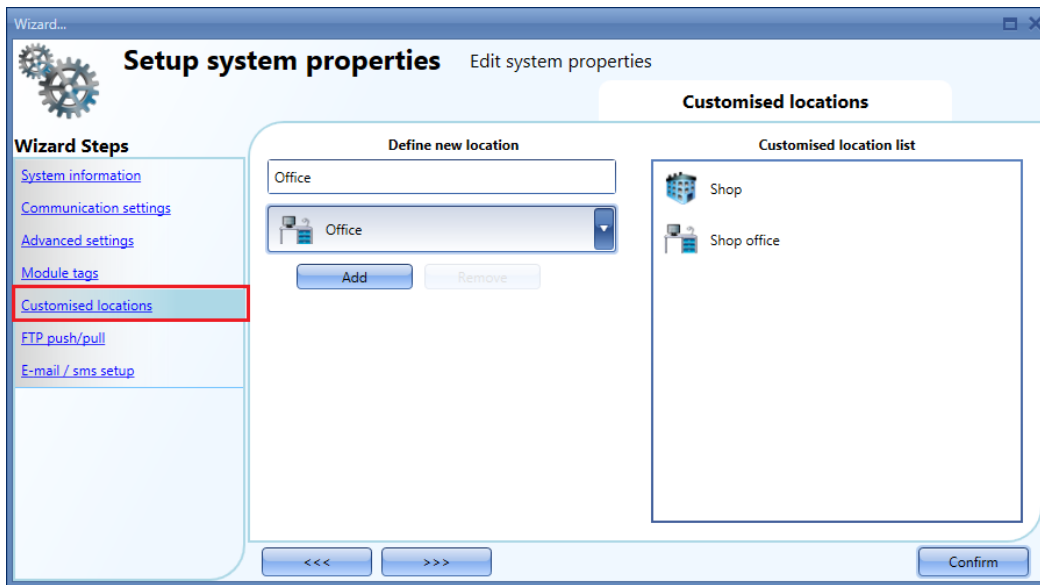 Wizard...
Setup system properties Edit system properties
Customised locations
Wizard Steps
System information
Communication settings
Advanced settings
Module tags
Customised locations
FTP push/pull
E-mail / sms setup
Define new location
Office
Office
Add Remove
Customised location list
Shop
Shop office
<<< >>> Confirm